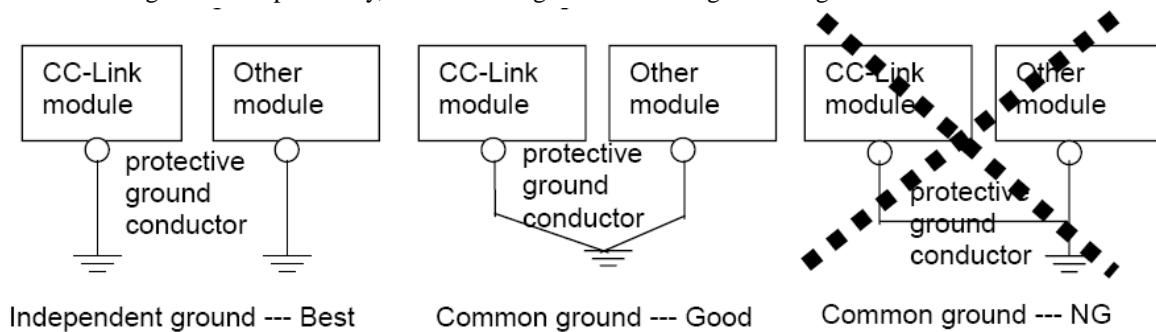 CC-Link
module
Other
module
protective
ground
conductor
Independent ground --- Best
CC-Link
module
Other
module
protective
ground
conductor
Common ground --- Good
CC-Link
module
Other
module
protective
ground
conductor
Common ground --- NG